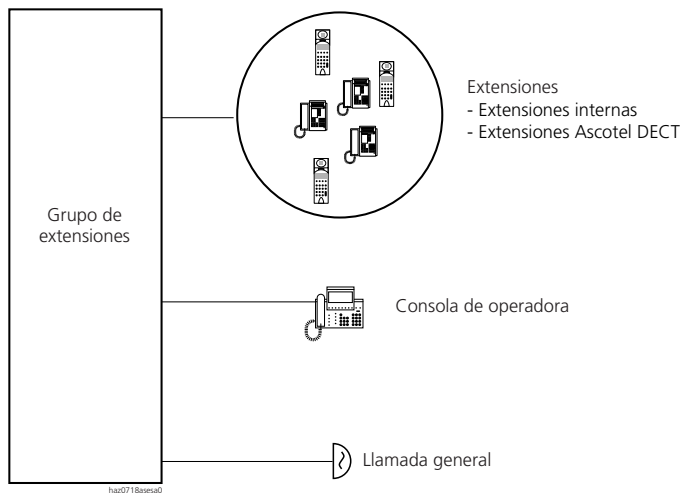 Extensiones
- Extensiones internas
- Extensiones Ascotel DECT
Grupo de
extensiones
Consola de operadora
Llamada general
haz0718asesa0